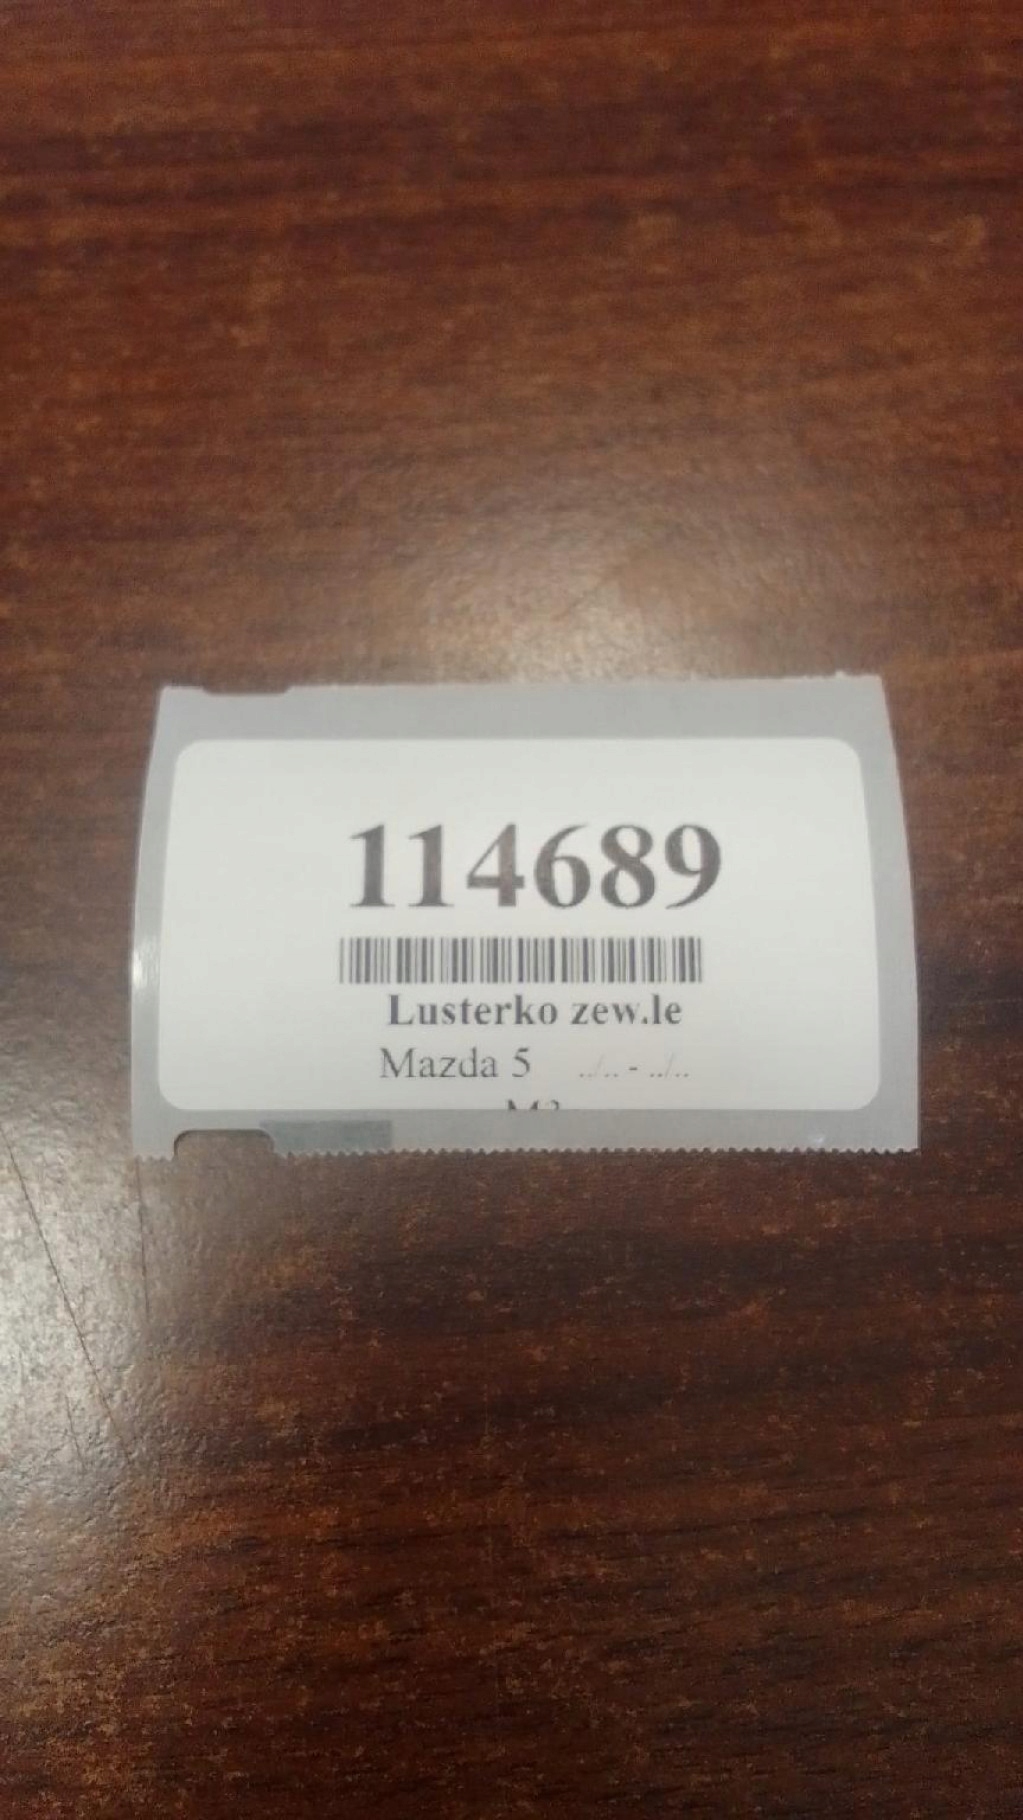 114689
Lusterko zew.le
Mazda 5 ../.. - ../..